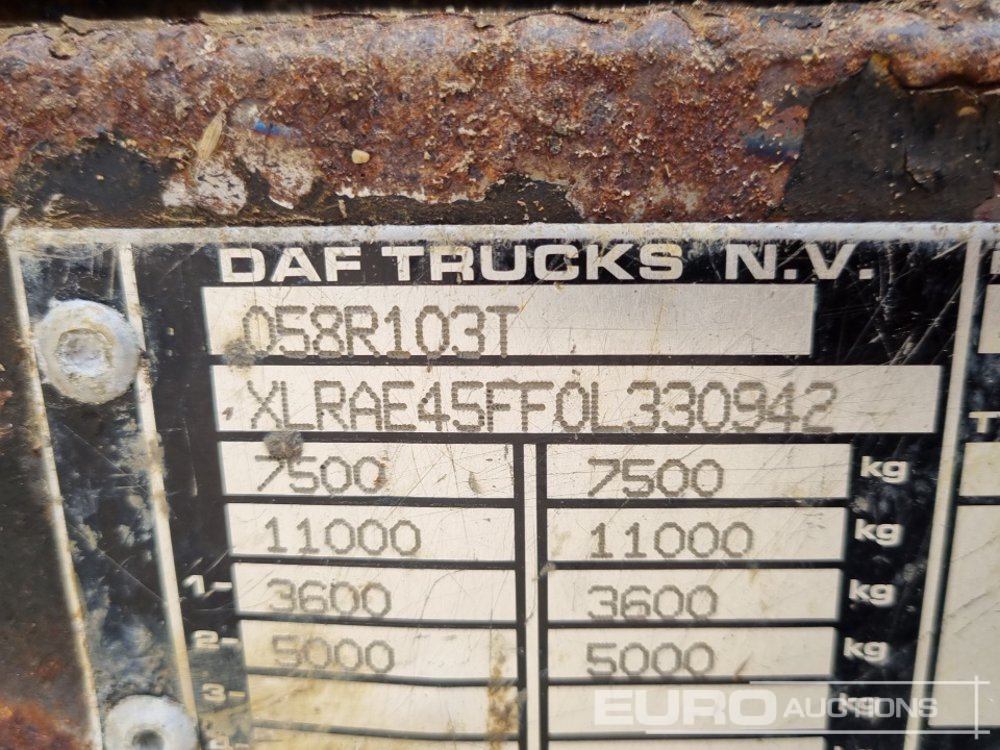 DAF TRUCKS N.V.
058R103T
XLRAE45FF0L330942
7500 7500 kg
11000 11000 kg
1- 3600 3600 kg
2- 5000 5000 kg
3- kg
EURO AUCTIONS